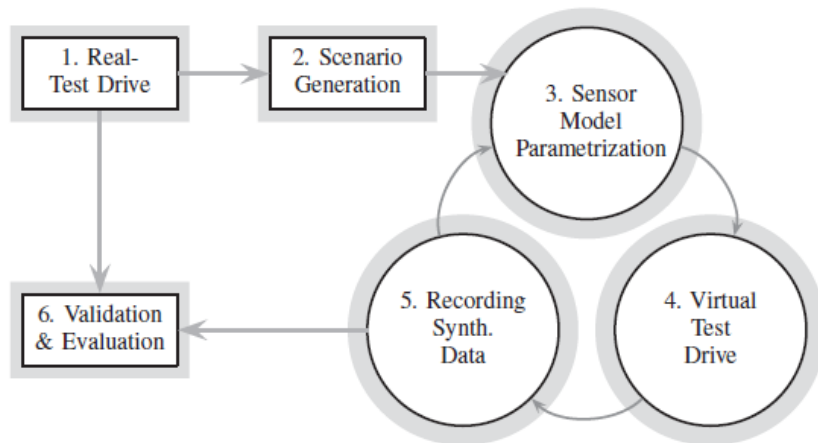 1. Real-
Test Drive
2. Scenario
Generation
3. Sensor
Model
Parametrization
4. Virtual
Test
Drive
5. Recording
Synth.
Data
6. Validation
& Evaluation